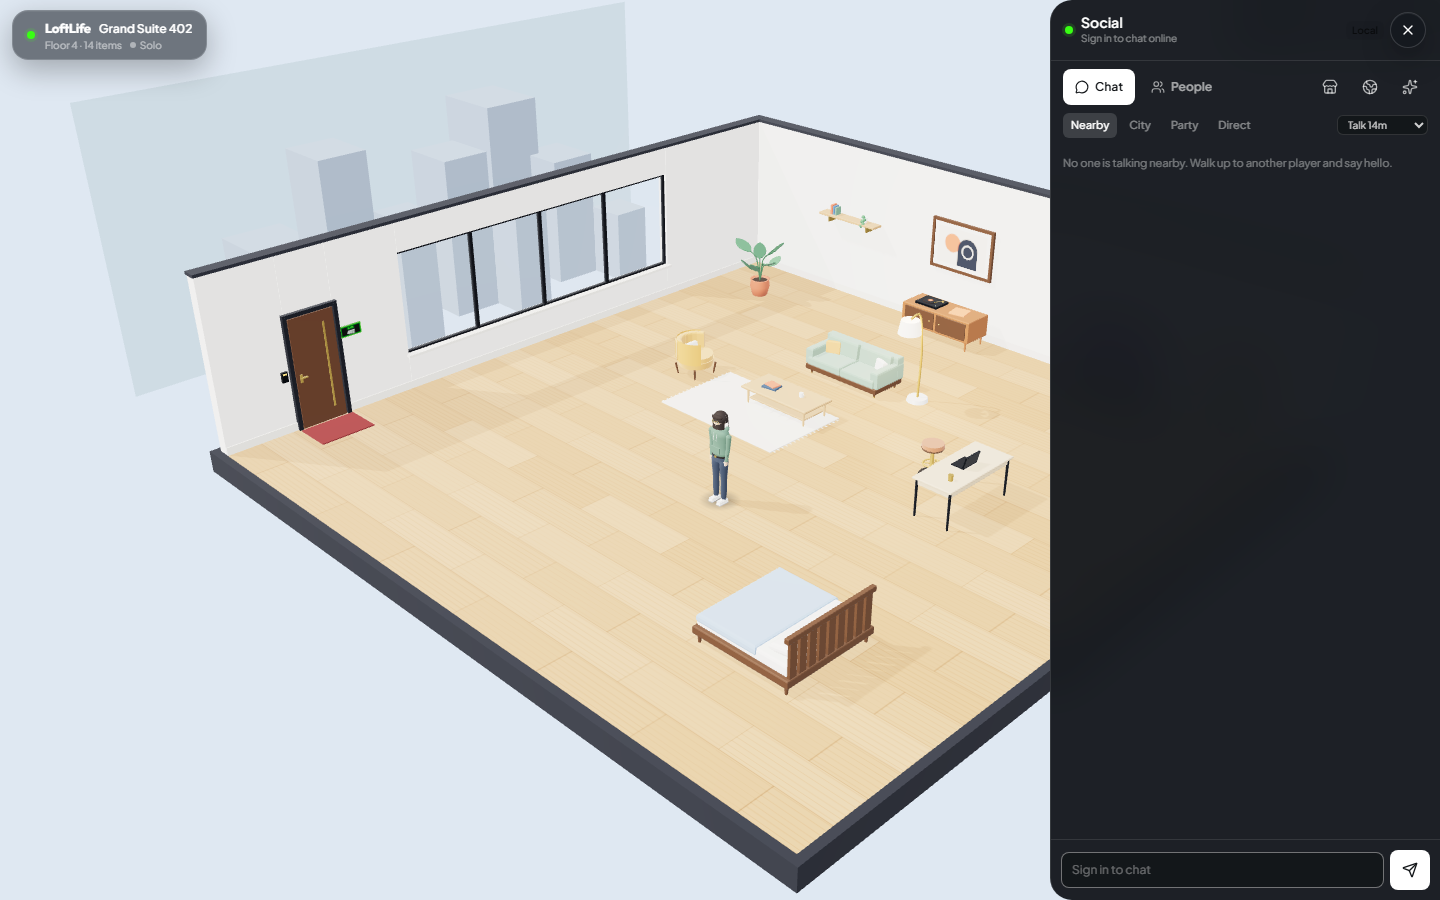 LoftLife Grand Suite 402
Floor 4 · 14 items Solo
Social
Sign in to chat online
Local
Chat
People
Nearby
City
Party
Direct
Talk 14m
No one is talking nearby. Walk up to another player and say hello.
Sign in to chat